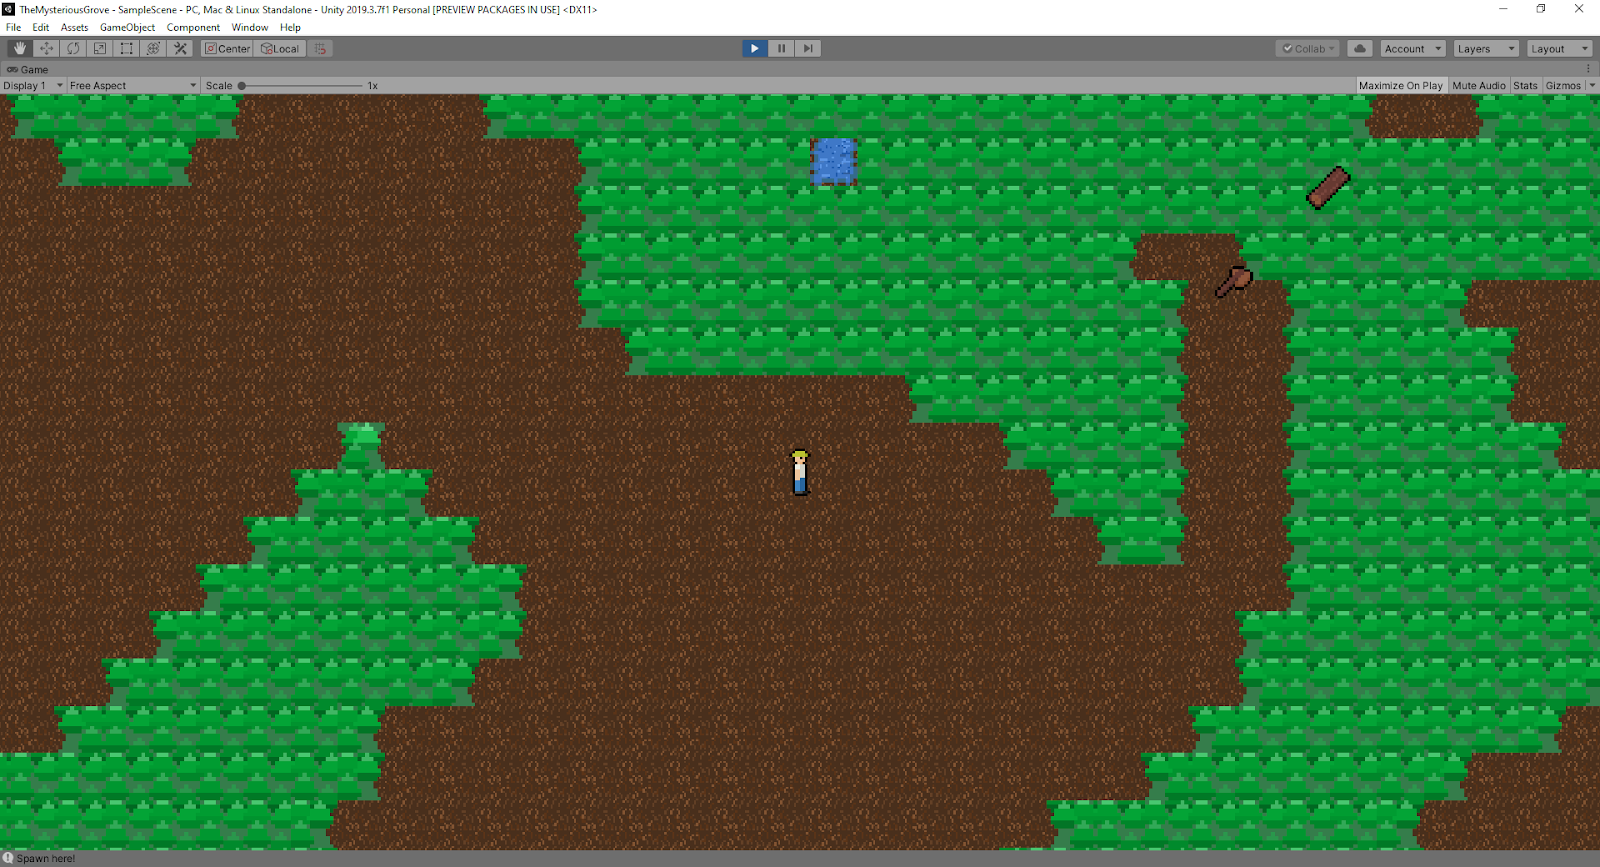 TheMysteriousGrove - SampleScene - PC, Mac & Linux Standalone - Unity 2019.3.7f1 Personal [PREVIEW PACKAGES IN USE] <DX11>
File Edit Assets GameObject Component Window Help
Center Local Collab Account Layers Layout
Game
Display 1 Free Aspect Scale 1x Maximize On Play Mute Audio Stats Gizmos
Spawn here!